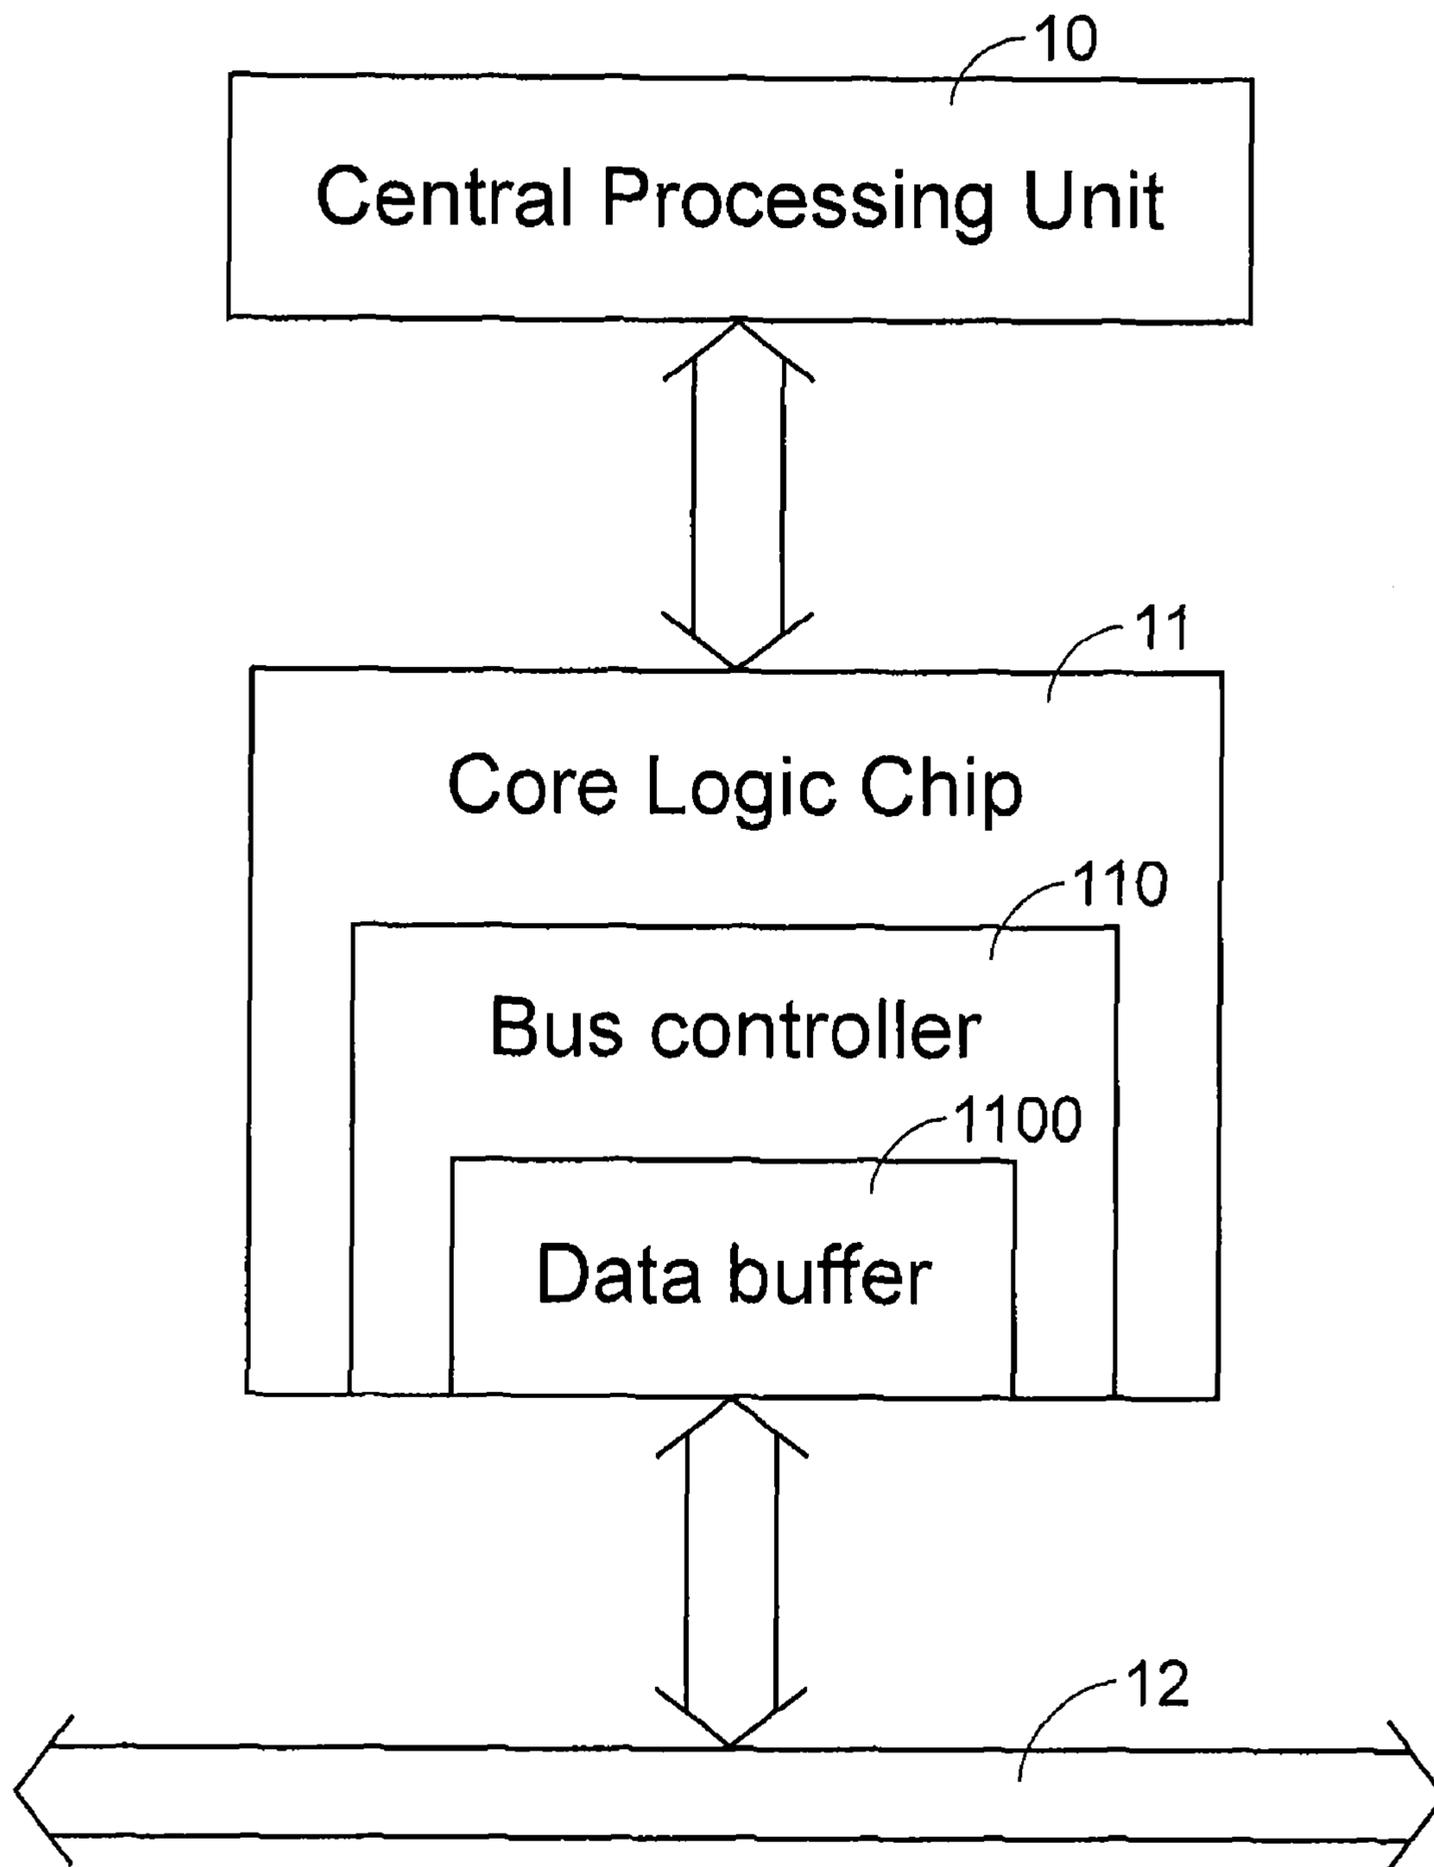 10
Central Processing Unit
11
Core Logic Chip
110
Bus controller
1100
Data buffer
12